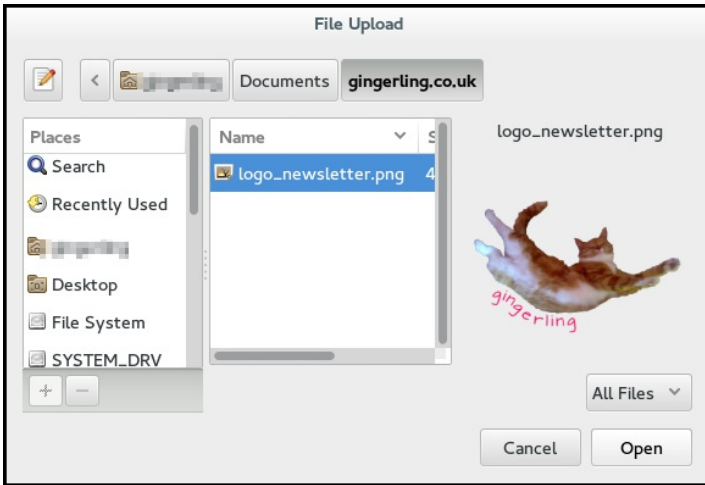 File Upload
Documents gingerling.co.uk
Places
Search
Recently Used
Desktop
File System
SYSTEM_DRV
Name S
logo_newsletter.png 4
logo_newsletter.png
gingerling
All Files
Cancel Open